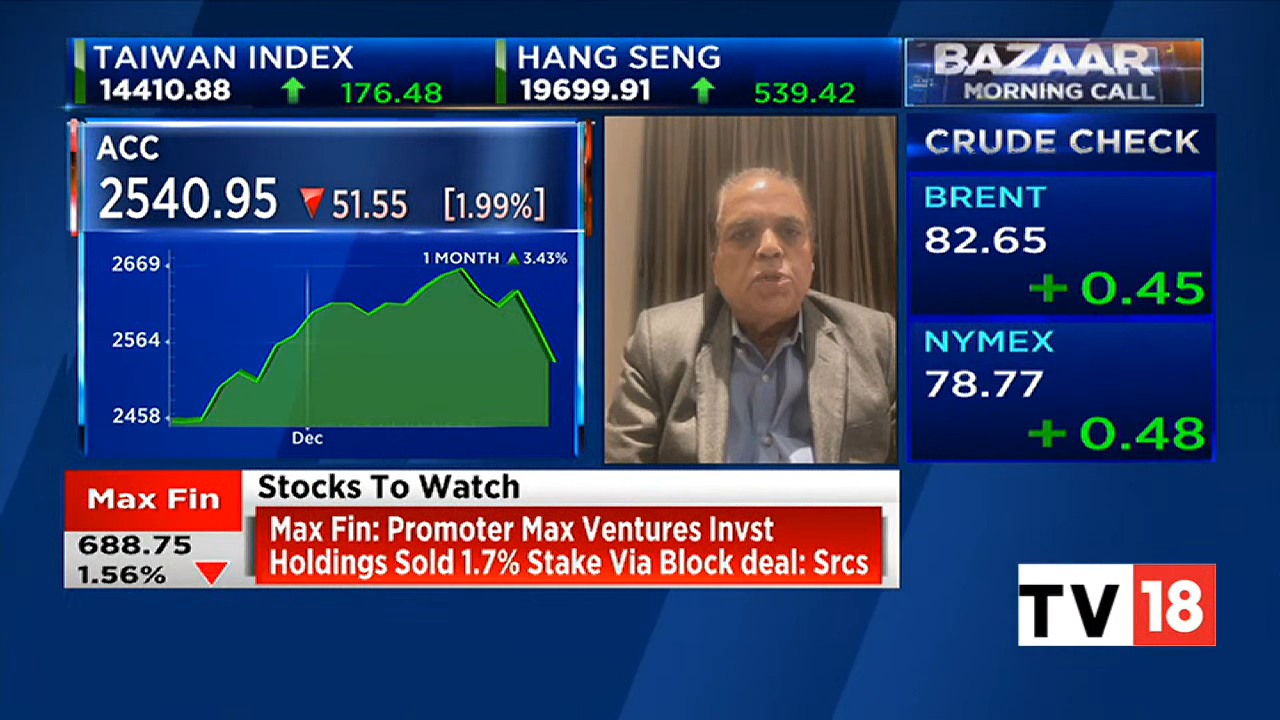 TAIWAN INDEX
14410.88 176.48
HANG SENG
19699.91 539.42
BAZAAR
MORNING CALL
ACC
2540.95 51.55 [1.99%]
1 MONTH 3.43%
2669
2564
2458
Dec
CRUDE CHECK
BRENT
82.65
+ 0.45
NYMEX
78.77
+ 0.48
Max Fin
688.75
1.56%
Stocks To Watch
Max Fin: Promoter Max Ventures Invst
Holdings Sold 1.7% Stake Via Block deal: Srcs
TV 18